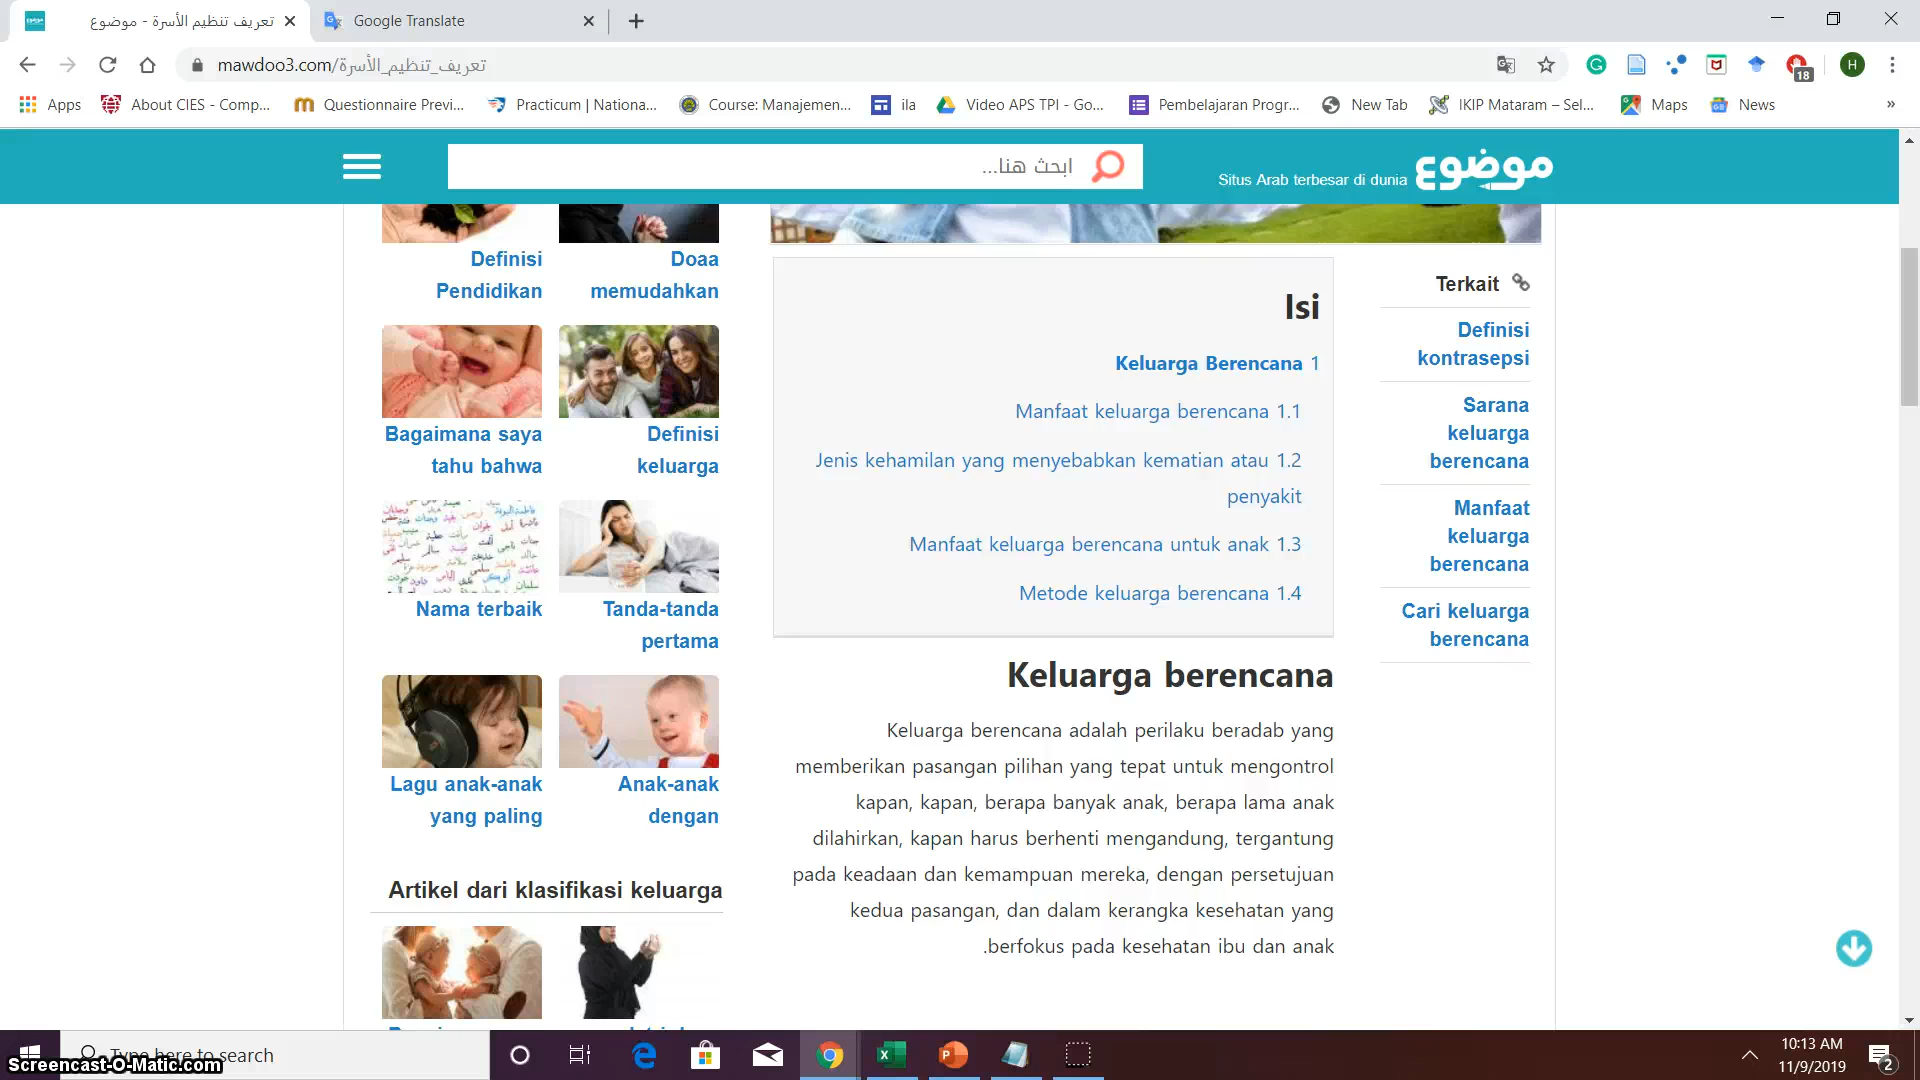 تعريف تنظيم الأسرة - موضوع
Google Translate
mawdoo3.com/تعريف_تنظيم_الأسرة
18
H
Apps
About CIES - Comp...
Questionnaire Previ...
Practicum | Nationa...
Course: Manajemen...
ila
Video APS TPI - Go...
Pembelajaran Progr...
New Tab
IKIP Mataram – Sel...
Maps
News
»
ابحث هنا...
Situs Arab terbesar di dunia
موضوع
Definisi
Pendidikan
Doaa
memudahkan
Bagaimana saya
tahu bahwa
Definisi
keluarga
Nama terbaik
Tanda-tanda
pertama
Lagu anak-anak
yang paling
Anak-anak
dengan
Artikel dari klasifikasi keluarga
Isi
Keluarga Berencana 1
Manfaat keluarga berencana 1.1
Jenis kehamilan yang menyebabkan kematian atau 1.2
penyakit
Manfaat keluarga berencana untuk anak 1.3
Metode keluarga berencana 1.4
Keluarga berencana
Keluarga berencana adalah perilaku beradab yang
memberikan pasangan pilihan yang tepat untuk mengontrol
kapan, kapan, berapa banyak anak, berapa lama anak
dilahirkan, kapan harus berhenti mengandung, tergantung
pada keadaan dan kemampuan mereka, dengan persetujuan
kedua pasangan, dan dalam kerangka kesehatan yang
.berfokus pada kesehatan ibu dan anak
Terkait
Definisi
kontrasepsi
Sarana
keluarga
berencana
Manfaat
keluarga
berencana
Cari keluarga
berencana
Type here to search
Screencast-O-Matic.com
10:13 AM
11/9/2019
2